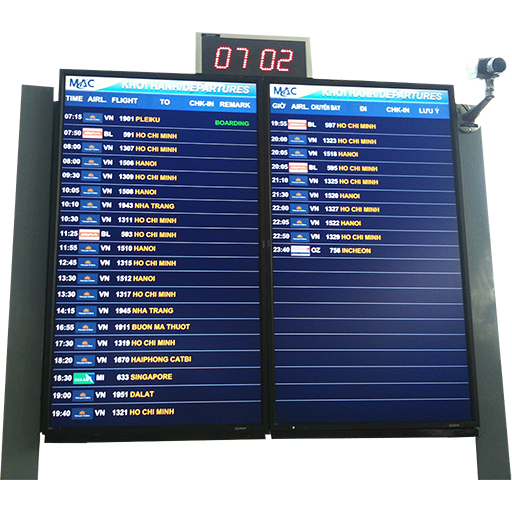 07 02
MAC KHỞI HÀNH/DEPARTURES
TIME AIRL. FLIGHT TO CHK-IN REMARK
07:15 VN 1901 PLEIKU BOARDING
07:50 BL 591 HO CHI MINH
08:00 VN 1307 HO CHI MINH
08:00 VN 1506 HANOI
09:30 VN 1309 HO CHI MINH
10:05 VN 1508 HANOI
10:10 VN 1943 NHA TRANG
10:30 VN 1311 HO CHI MINH
11:25 BL 593 HO CHI MINH
11:55 VN 1510 HANOI
12:45 VN 1315 HO CHI MINH
13:30 VN 1512 HANOI
13:30 VN 1317 HO CHI MINH
14:15 VN 1945 NHA TRANG
16:55 VN 1911 BUON MA THUOT
17:30 VN 1319 HO CHI MINH
18:20 VN 1670 HAIPHONG CATBI
18:30 MI 633 SINGAPORE
19:00 VN 1951 DALAT
19:40 VN 1321 HO CHI MINH
MAC KHỞI HÀNH/DEPARTURES
GIỜ AIRL. CHUYẾN BAY ĐI CHK-IN LƯU Ý
19:55 BL 597 HO CHI MINH
20:00 VN 1323 HO CHI MINH
20:05 VN 1518 HANOI
20:05 BL 595 HO CHI MINH
21:10 VN 1325 HO CHI MINH
21:30 VN 1520 HANOI
22:00 VN 1327 HO CHI MINH
22:05 VN 1522 HANOI
22:50 VN 1329 HO CHI MINH
23:40 OZ 756 INCHEON